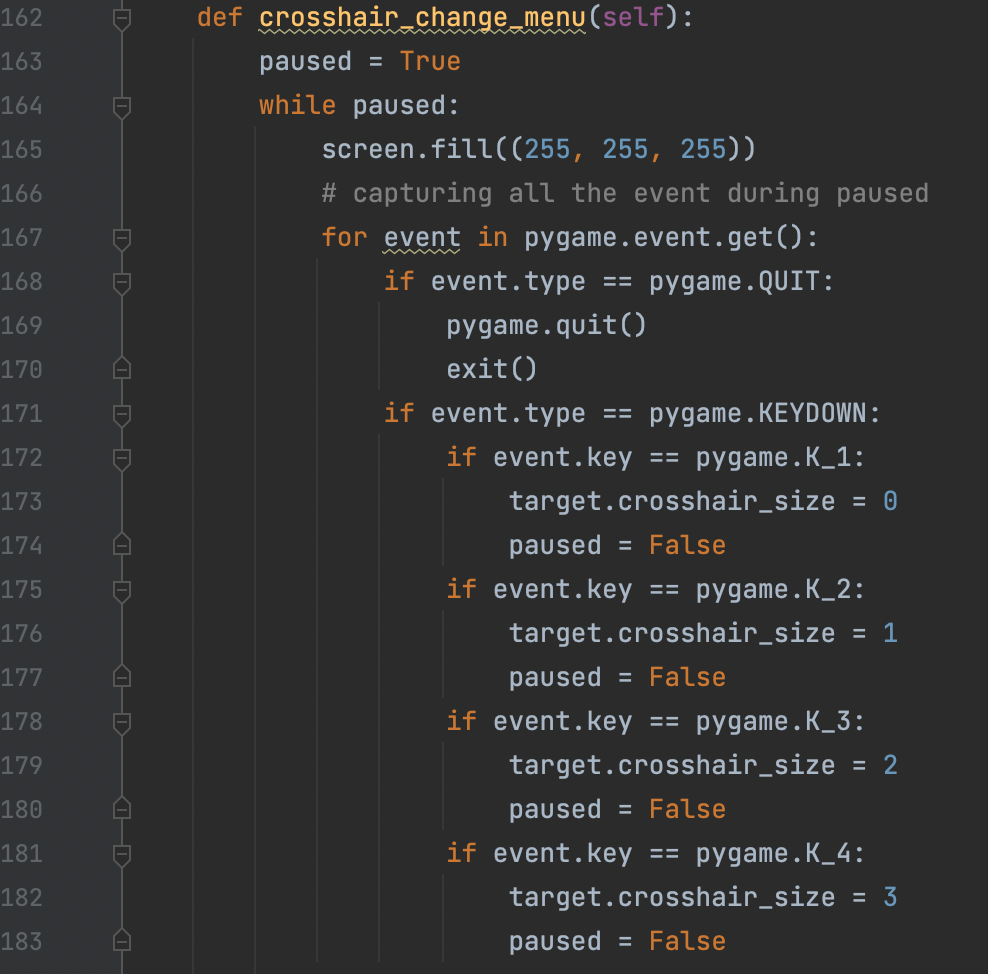 162 def crosshair_change_menu(self):
163 paused = True
164 while paused:
165 screen.fill((255, 255, 255))
166 # capturing all the event during paused
167 for event in pygame.event.get():
168 if event.type == pygame.QUIT:
169 pygame.quit()
170 exit()
171 if event.type == pygame.KEYDOWN:
172 if event.key == pygame.K_1:
173 target.crosshair_size = 0
174 paused = False
175 if event.key == pygame.K_2:
176 target.crosshair_size = 1
177 paused = False
178 if event.key == pygame.K_3:
179 target.crosshair_size = 2
180 paused = False
181 if event.key == pygame.K_4:
182 target.crosshair_size = 3
183 paused = False